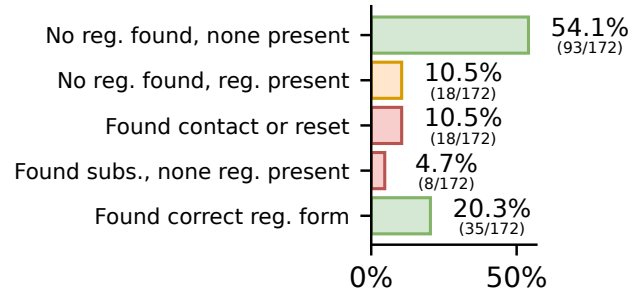 No reg. found, none present
54.1%
(93/172)
No reg. found, reg. present
10.5%
(18/172)
Found contact or reset
10.5%
(18/172)
Found subs., none reg. present
4.7%
(8/172)
Found correct reg. form
20.3%
(35/172)
0%
50%